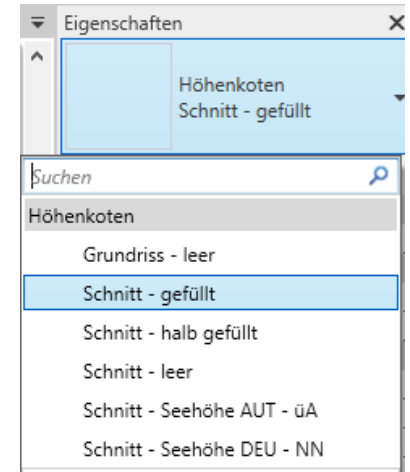 Eigenschaften
Höhenkoten
Schnitt - gefüllt
Suchen
Höhenkoten
Grundriss - leer
Schnitt - gefüllt
Schnitt - halb gefüllt
Schnitt - leer
Schnitt - Seehöhe AUT - üA
Schnitt - Seehöhe DEU - NN